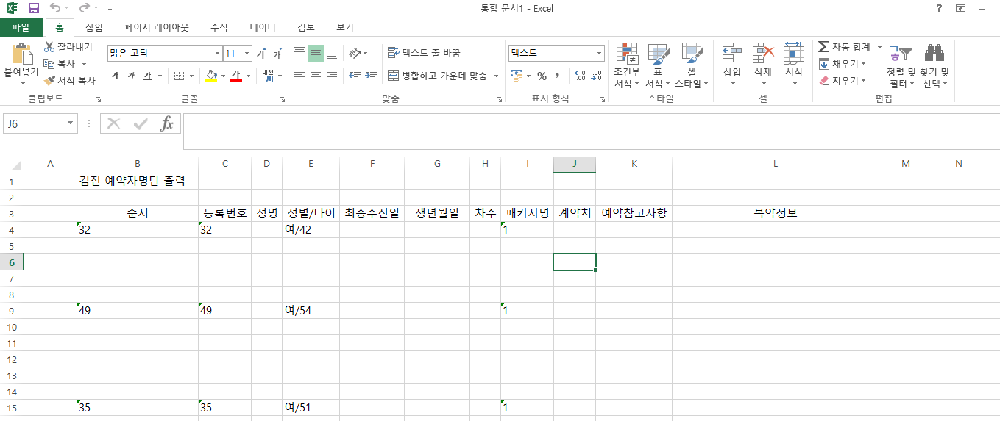 통합 문서1 - Excel
파일 홈 삽입 페이지 레이아웃 수식 데이터 검토 보기
붙여넣기 잘라내기 복사 서식 복사 클립보드
맑은 고딕 11 가 가
가 가 가 가 내천 글꼴
텍스트 줄 바꿈
병합하고 가운데 맞춤
맞춤
텍스트
% , .00 .00
표시 형식
조건부 서식 표 서식 셀 스타일
스타일
삽입 삭제 서식
셀
자동 합계
채우기
지우기
정렬 및 필터 찾기 및 선택
편집
J6 fx
A B C D E F G H I J K L M N
1 검진 예약자명단 출력
2
3 순서 등록번호 성명 성별/나이 최종수진일 생년월일 차수 패키지명 계약처 예약참고사항 복약정보
4 32 32 여/42 1
5
6
7
8
9 49 49 여/54 1
10
11
12
13
14
15 35 35 여/51 1